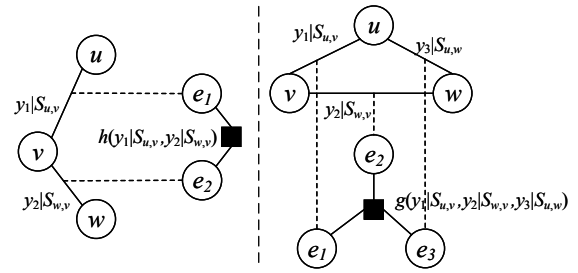 u
y1|Su,v
e1
v
h(y1|Su,v,y2|Sw,v)
e2
y2|Sw,v
w
y1|Su,v
u
y3|Su,w
v
w
y2|Sw,v
e2
g(y1|Su,v,y2|Sw,v,y3|Su,w)
e1
e3